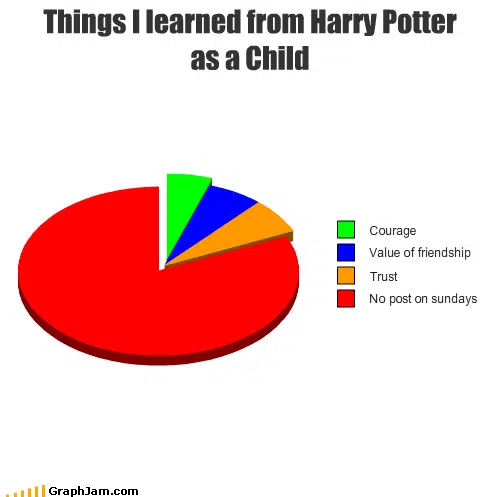 Things I learned from Harry Potter
as a Child
Courage
Value of friendship
Trust
No post on sundays
GraphJam.com